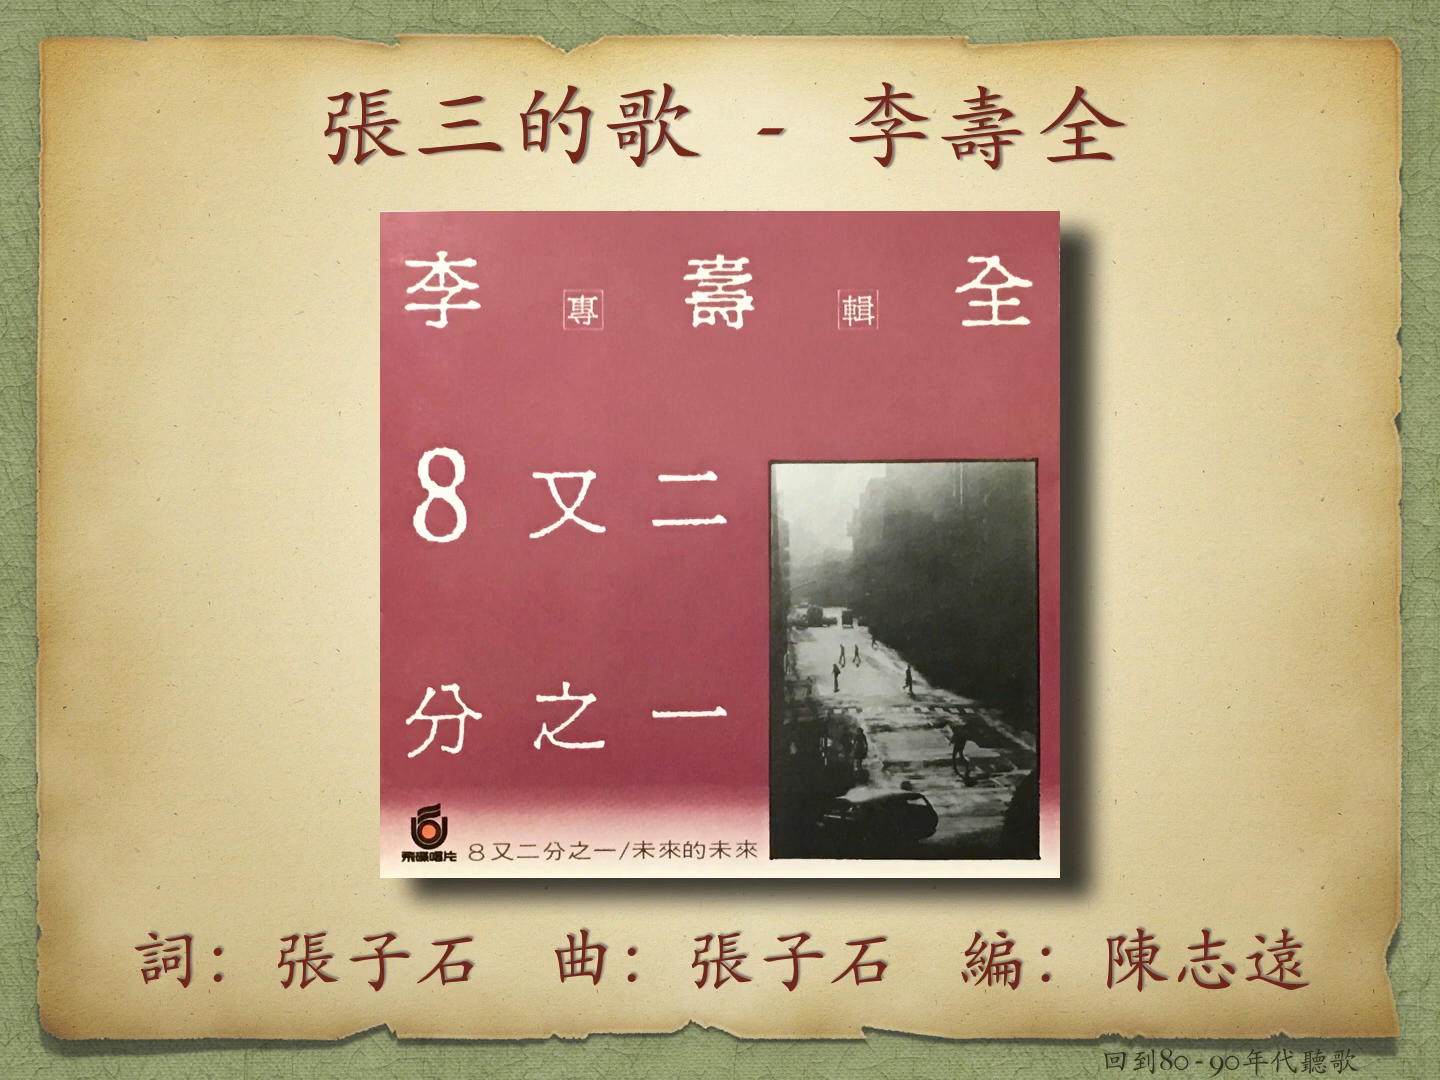 張三的歌 - 李壽全
李 專 壽 輯 全
8 又 二
分 之 一
飛碟唱片 8又二分之一/未來的未來
詞：張子石 曲：張子石 編：陳志遠
回到80-90年代聽歌